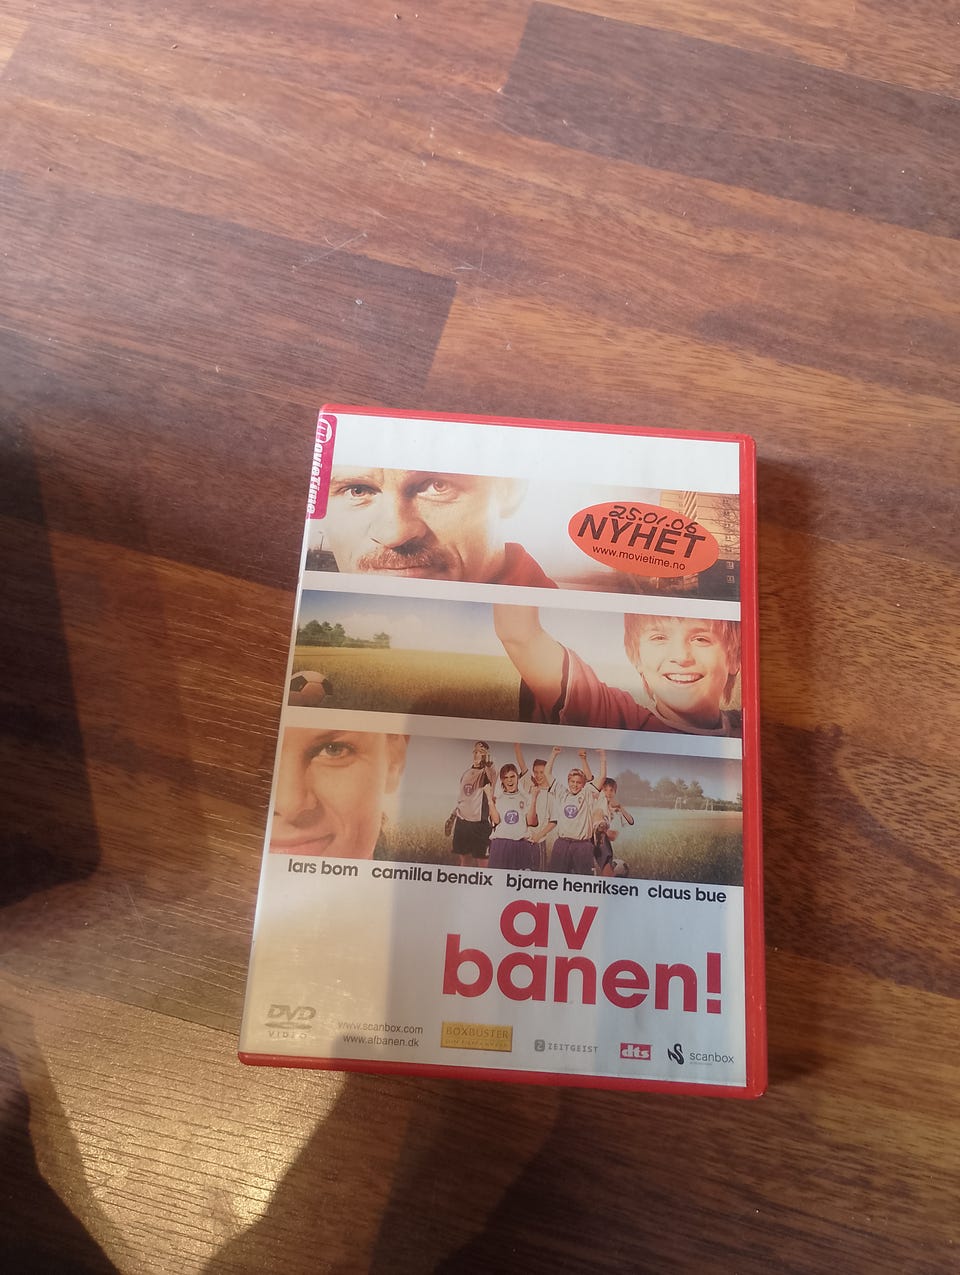 MovieTime
25.01.06
NYHET
www.movietime.no
lars bom camilla bendix bjarne henriksen claus bue
av
banen!
DVD
VIDEO
www.scanbox.com
www.afbanen.dk
BOXBUSTER
ZEITGEIST
dts
scanbox